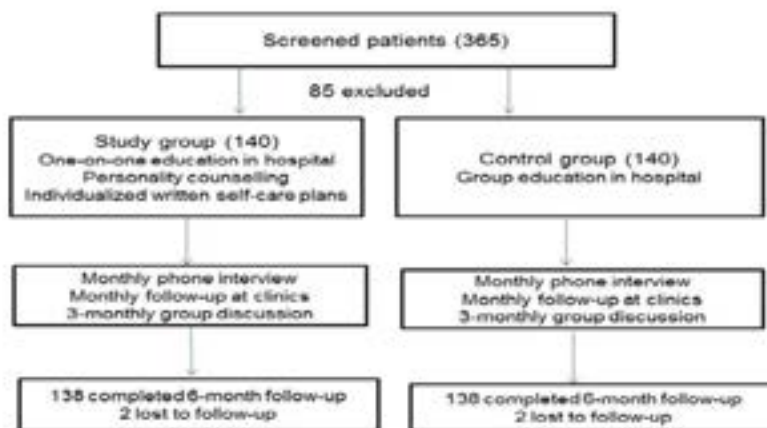 Screened patients (365)
85 excluded
Study group (140)
One-on-one education in hospital
Personality counselling
Individualized written self-care plans
Control group (140)
Group education in hospital
Monthly phone interview
Monthly follow-up at clinics
3-monthly group discussion
Monthly phone interview
Monthly follow-up at clinics
3-monthly group discussion
138 completed 6-month follow-up
2 lost to follow-up
138 completed 6-month follow-up
2 lost to follow-up